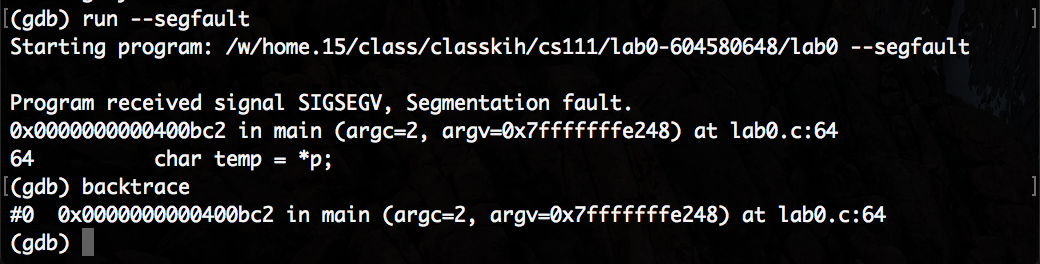 [(gdb) run --segfault ]
Starting program: /w/home.15/class/classkih/cs111/lab0-604580648/lab0 --segfault
Program received signal SIGSEGV, Segmentation fault.
0x0000000000400bc2 in main (argc=2, argv=0x7fffffffe248) at lab0.c:64
64 char temp = *p;
[(gdb) backtrace ]
#0 0x0000000000400bc2 in main (argc=2, argv=0x7fffffffe248) at lab0.c:64
(gdb)